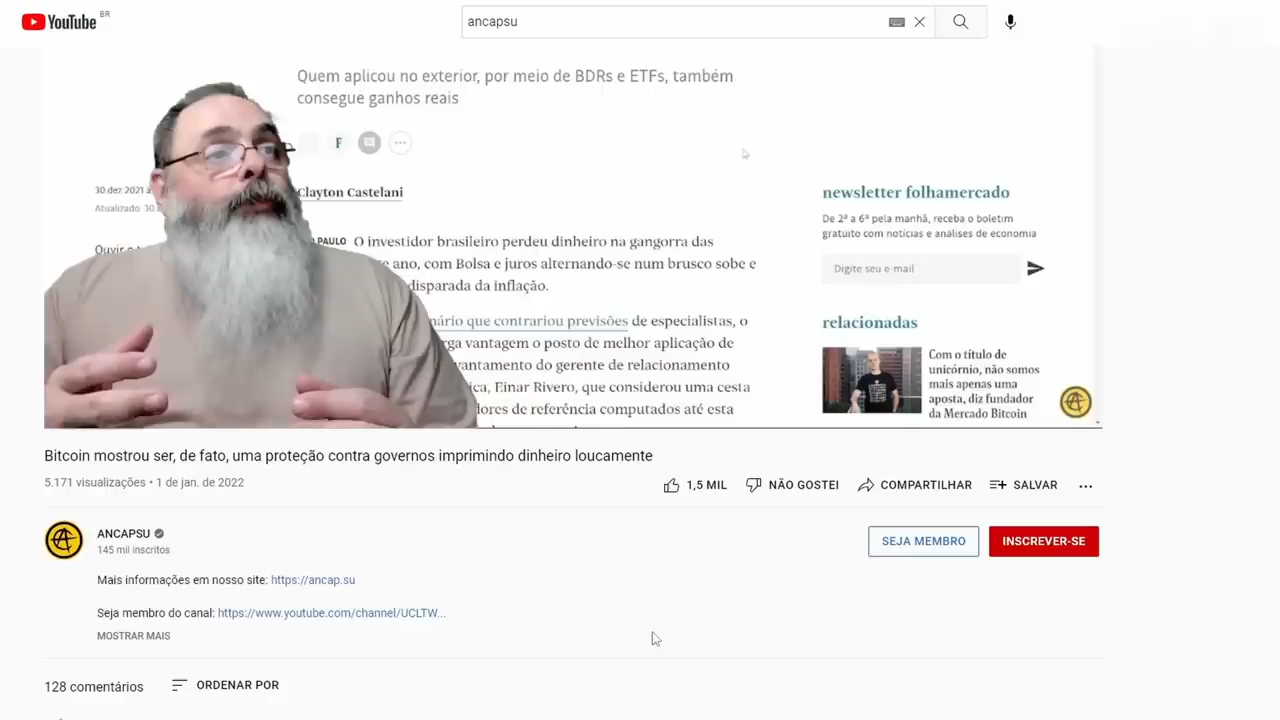 YouTube BR
ancapsu
Quem aplicou no exterior, por meio de BDRs e ETFs, também
consegue ganhos reais
F
30 dez.2021 à
Clayton Castelani
Atualizado 30.
newsletter folhamercado
De 2ª a 6ª pela manhã, receba o boletim
gratuito com notícias e análises de economia
Ouvir o
PAULO O investidor brasileiro perdeu dinheiro na gangorra das
e ano, com Bolsa e juros alternando-se num brusco sobe e
disparada da inflação.
Digite seu e-mail
nário que contrariou previsões de especialistas, o
rga vantagem o posto de melhor aplicação de
vantamento do gerente de relacionamento
ica, Einar Rivero, que considerou uma cesta
dores de referência computados até esta
relacionadas
Com o título de
unicórnio, não somos
mais apenas uma
aposta, diz fundador
da Mercado Bitcoin
Bitcoin mostrou ser, de fato, uma proteção contra governos imprimindo dinheiro loucamente
5.171 visualizações • 1 de jan. de 2022
1,5 MIL
NÃO GOSTEI
COMPARTILHAR
SALVAR
ANCAPSU
145 mil inscritos
SEJA MEMBRO
INSCREVER-SE
Mais informações em nosso site: https://ancap.su
Seja membro do canal: https://www.youtube.com/channel/UCLTW...
MOSTRAR MAIS
128 comentários
ORDENAR POR